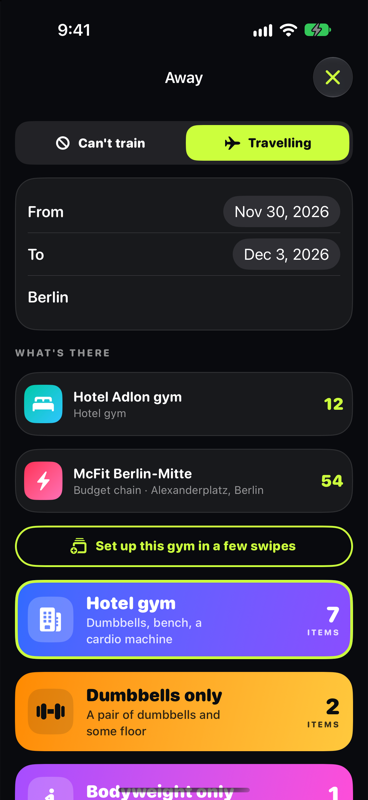 9:41
Away
Can't train
Travelling
From
Nov 30, 2026
To
Dec 3, 2026
Berlin
WHAT'S THERE
Hotel Adlon gym
Hotel gym
12
McFit Berlin-Mitte
Budget chain · Alexanderplatz, Berlin
54
Set up this gym in a few swipes
Hotel gym
Dumbbells, bench, a
cardio machine
7
ITEMS
Dumbbells only
A pair of dumbbells and
some floor
2
ITEMS
Bodyweight only
1